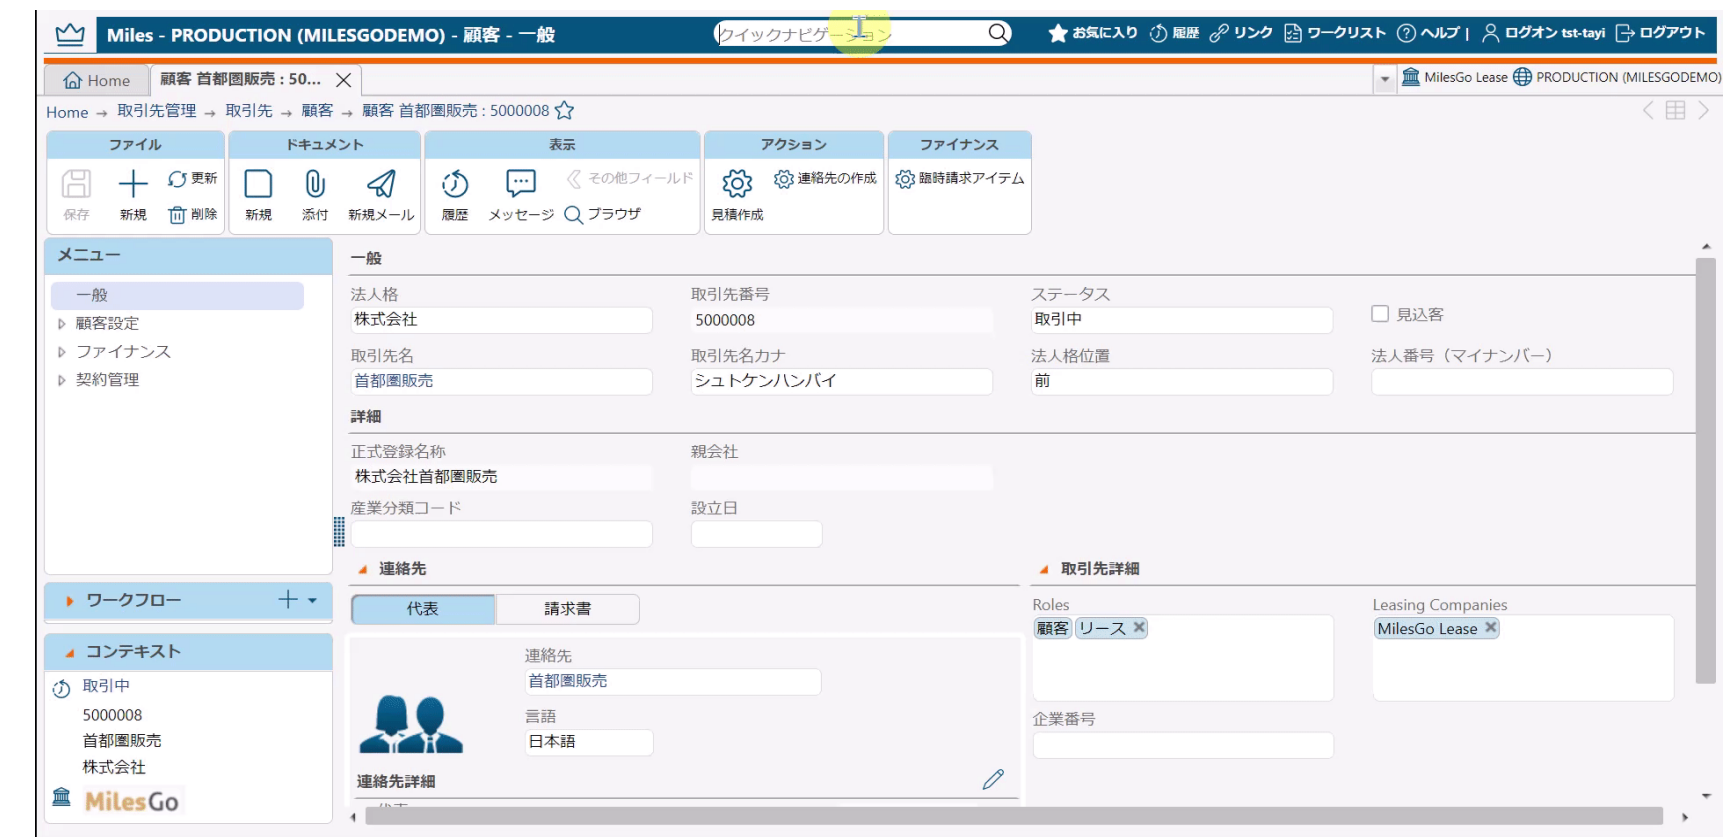 Miles - PRODUCTION (MILESGODEMO) - 顧客 - 一般
クイックナビゲーション
お気に入り 履歴 リンク ワークリスト ヘルプ | ログオン tst-tayi ログアウト
Home
顧客 首都圏販売 : 50...
MilesGo Lease PRODUCTION (MILESGODEMO)
Home → 取引先管理 → 取引先 → 顧客 → 顧客 首都圏販売 : 5000008
ファイル
保存
新規
更新
削除
ドキュメント
新規
添付
新規メール
表示
履歴
メッセージ
その他フィールド
ブラウザ
アクション
見積作成
連絡先の作成
ファイナンス
臨時請求アイテム
メニュー
一般
顧客設定
ファイナンス
契約管理
ワークフロー
コンテキスト
取引中
5000008
首都圏販売
株式会社
MilesGo
一般
法人格
株式会社
取引先番号
5000008
ステータス
取引中
見込客
取引先名
首都圏販売
取引先名カナ
シュトケンハンバイ
法人格位置
前
法人番号（マイナンバー）
詳細
正式登録名称
株式会社首都圏販売
親会社
産業分類コード
設立日
連絡先
代表
請求書
連絡先
首都圏販売
言語
日本語
連絡先詳細
取引先詳細
Roles
顧客 リース
Leasing Companies
MilesGo Lease
企業番号